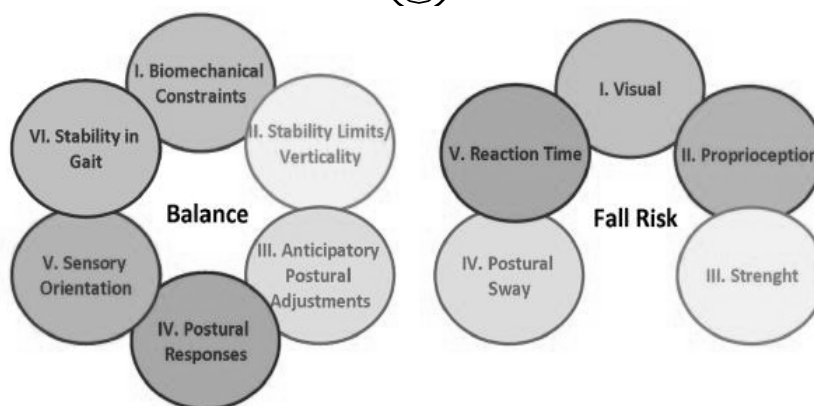 I. Biomechanical
Constraints
II. Stability Limits/
Verticality
III. Anticipatory
Postural
Adjustments
IV. Postural
Responses
V. Sensory
Orientation
VI. Stability in
Gait
Balance
I. Visual
II. Proprioception
III. Strenght
IV. Postural
Sway
V. Reaction Time
Fall Risk